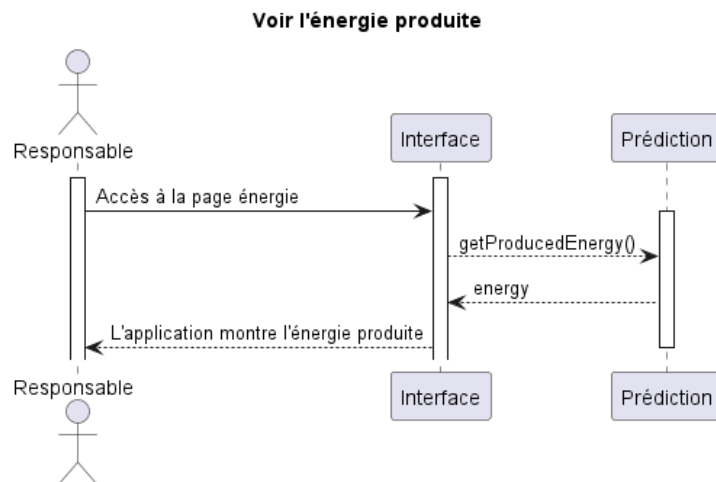 Voir l'énergie produite
Responsable
Interface
Prédiction
Accès à la page énergie
getProducedEnergy()
energy
L'application montre l'énergie produite
Responsable
Interface
Prédiction